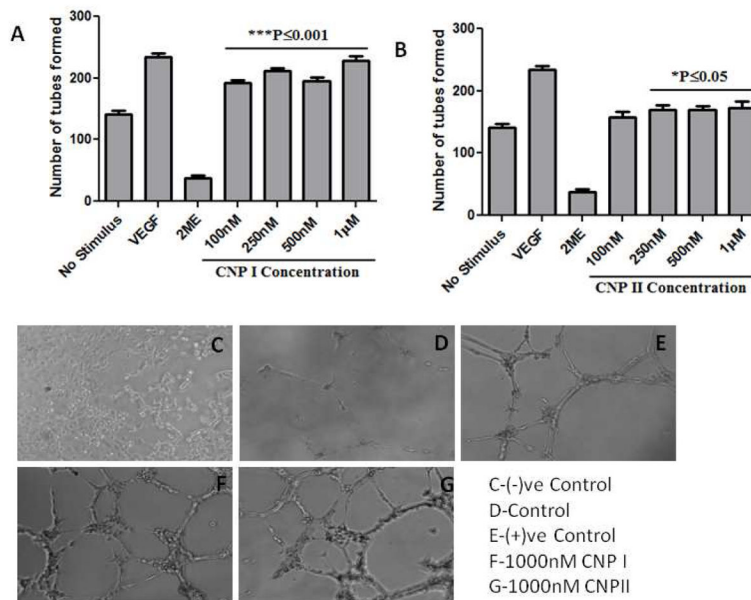 A
Number of tubes formed
300
200
100
0
***P≤0.001
No Stimulus
VEGF
2ME
100nM
250nM
500nM
1µM
CNP I Concentration
B
Number of tubes formed
300
200
100
0
*P≤0.05
No Stimulus
VEGF
2ME
100nM
250nM
500nM
1µM
CNP II Concentration
C
D
E
F
G
C-(-)ve Control
D-Control
E-(+)ve Control
F-1000nM CNP I
G-1000nM CNPII